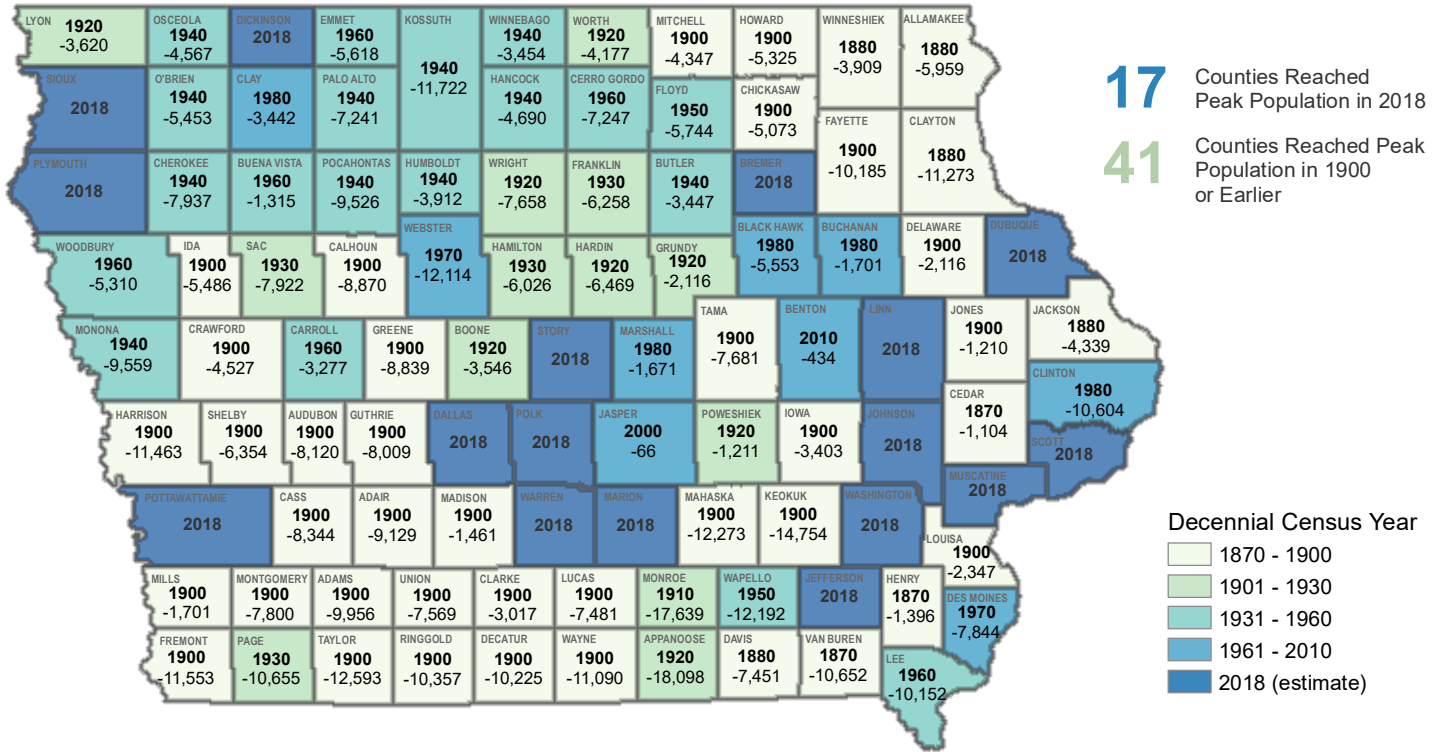 LYON
1920
-3,620
OSCEOLA
1940
-4,567
DICKINSON
2018
EMMET
1960
-5,618
KOSSUTH
1940
-11,722
WINNEBAGO
1940
-3,454
WORTH
1920
-4,177
MITCHELL
1900
-4,347
HOWARD
1900
-5,325
WINNESHIEK
1880
-3,909
ALLAMAKEE
1880
-5,959
SIOUX
2018
O'BRIEN
1940
-5,453
CLAY
1980
-3,442
PALO ALTO
1940
-7,241
HANCOCK
1940
-4,690
CERRO GORDO
1960
-7,247
FLOYD
1950
-5,744
CHICKASAW
1900
-5,073
FAYETTE
1900
-10,185
CLAYTON
1880
-11,273
PLYMOUTH
2018
CHEROKEE
1940
-7,937
BUENA VISTA
1960
-1,315
POCAHONTAS
1940
-9,526
HUMBOLDT
1940
-3,912
WRIGHT
1920
-7,658
FRANKLIN
1930
-6,258
BUTLER
1940
-3,447
BREMER
2018
WOODBURY
1960
-5,310
IDA
1900
-5,486
SAC
1930
-7,922
CALHOUN
1900
-8,870
WEBSTER
1970
-12,114
HAMILTON
1930
-6,026
HARDIN
1920
-6,469
GRUNDY
1920
-2,116
BLACK HAWK
1980
-5,553
BUCHANAN
1980
-1,701
DELAWARE
1900
-2,116
DUBUQUE
2018
MONONA
1940
-9,559
CRAWFORD
1900
-4,527
CARROLL
1960
-3,277
GREENE
1900
-8,839
BOONE
1920
-3,546
STORY
2018
MARSHALL
1980
-1,671
TAMA
1900
-7,681
BENTON
2010
-434
LINN
2018
JONES
1900
-1,210
JACKSON
1880
-4,339
CLINTON
1980
-10,604
CEDAR
1870
-1,104
HARRISON
1900
-11,463
SHELBY
1900
-6,354
AUDUBON
1900
-8,120
GUTHRIE
1900
-8,009
DALLAS
2018
POLK
2018
JASPER
2000
-66
POWESHIEK
1920
-1,211
IOWA
1900
-3,403
JOHNSON
2018
SCOTT
2018
MUSCATINE
2018
POTTAWATTAMIE
2018
CASS
1900
-8,344
ADAIR
1900
-9,129
MADISON
1900
-1,461
WARREN
2018
MARION
2018
MAHASKA
1900
-12,273
KEOKUK
1900
-14,754
WASHINGTON
2018
LOUISA
1900
-2,347
MILLS
1900
-1,701
MONTGOMERY
1900
-7,800
ADAMS
1900
-9,956
UNION
1900
-7,569
CLARKE
1900
-3,017
LUCAS
1900
-7,481
MONROE
1910
-17,639
WAPELLO
1950
-12,192
JEFFERSON
2018
HENRY
1870
-1,396
DES MOINES
1970
-7,844
FREMONT
1900
-11,553
PAGE
1930
-10,655
TAYLOR
1900
-12,593
RINGGOLD
1900
-10,357
DECATUR
1900
-10,225
WAYNE
1900
-11,090
APPANOOSE
1920
-18,098
DAVIS
1880
-7,451
VAN BUREN
1870
-10,652
LEE
1960
-10,152
17
Counties Reached
Peak Population in 2018
41
Counties Reached Peak
Population in 1900
or Earlier
Decennial Census Year
1870 - 1900
1901 - 1930
1931 - 1960
1961 - 2010
2018 (estimate)